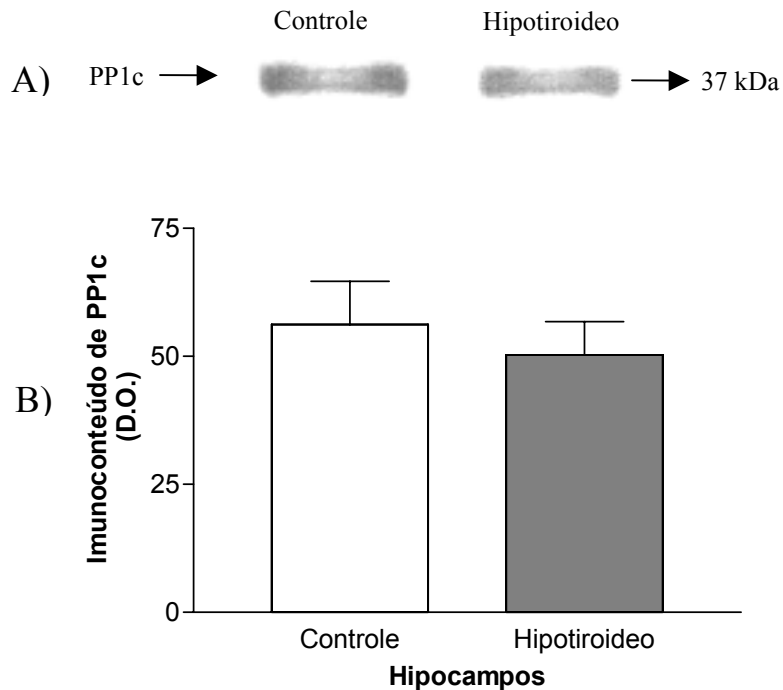 Controle Hipotiroideo
A) PP1c 37 kDa
75
50
25
0
B) Imunoconteúdo de PP1c
(D.O.)
Controle Hipotiroideo
Hipocampos